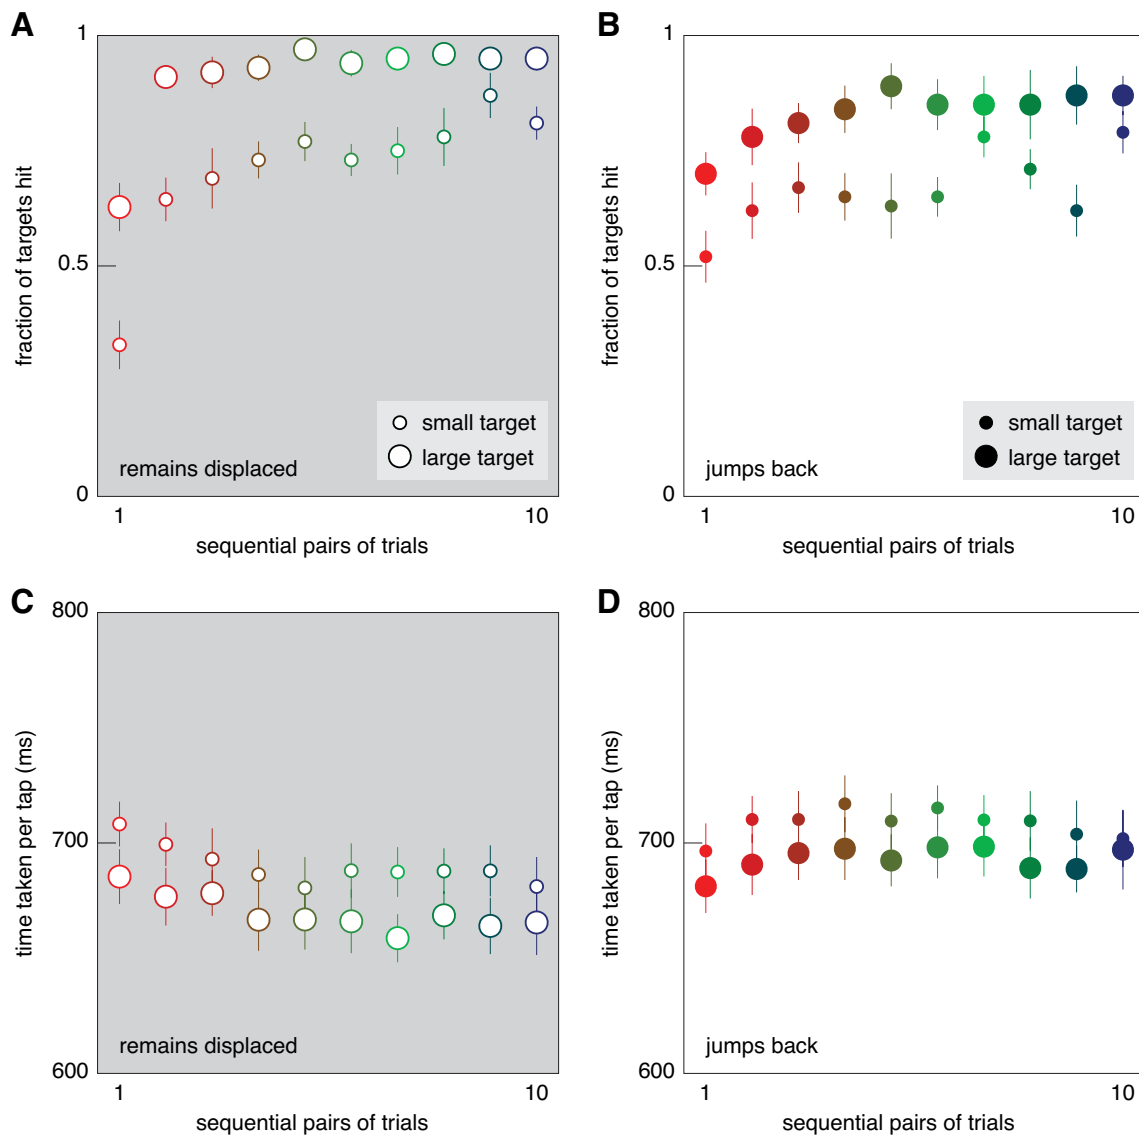 A
1
0.5
0
fraction of targets hit
small target
large target
remains displaced
1
10
sequential pairs of trials
B
1
0.5
0
fraction of targets hit
small target
large target
jumps back
1
10
sequential pairs of trials
C
800
700
600
time taken per tap (ms)
remains displaced
1
10
sequential pairs of trials
D
800
700
600
time taken per tap (ms)
jumps back
1
10
sequential pairs of trials